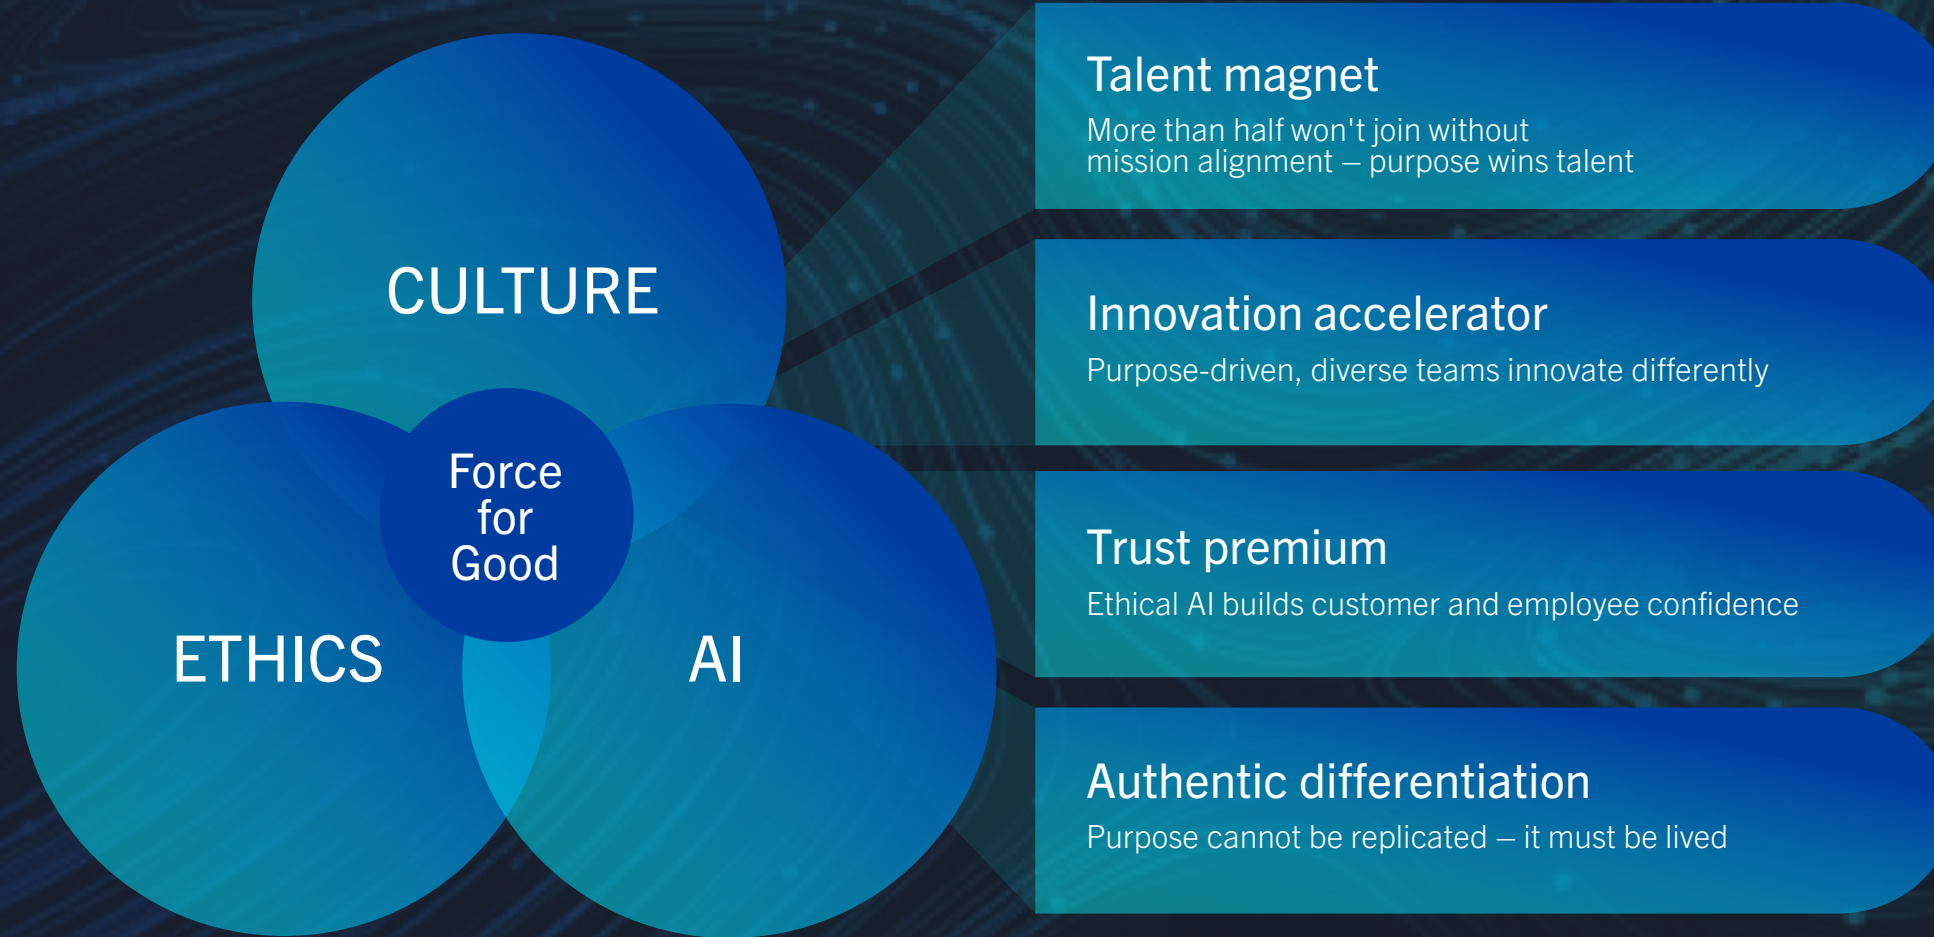 CULTURE
ETHICS
AI
Force
for
Good
Talent magnet
More than half won't join without
mission alignment – purpose wins talent
Innovation accelerator
Purpose-driven, diverse teams innovate differently
Trust premium
Ethical AI builds customer and employee confidence
Authentic differentiation
Purpose cannot be replicated – it must be lived